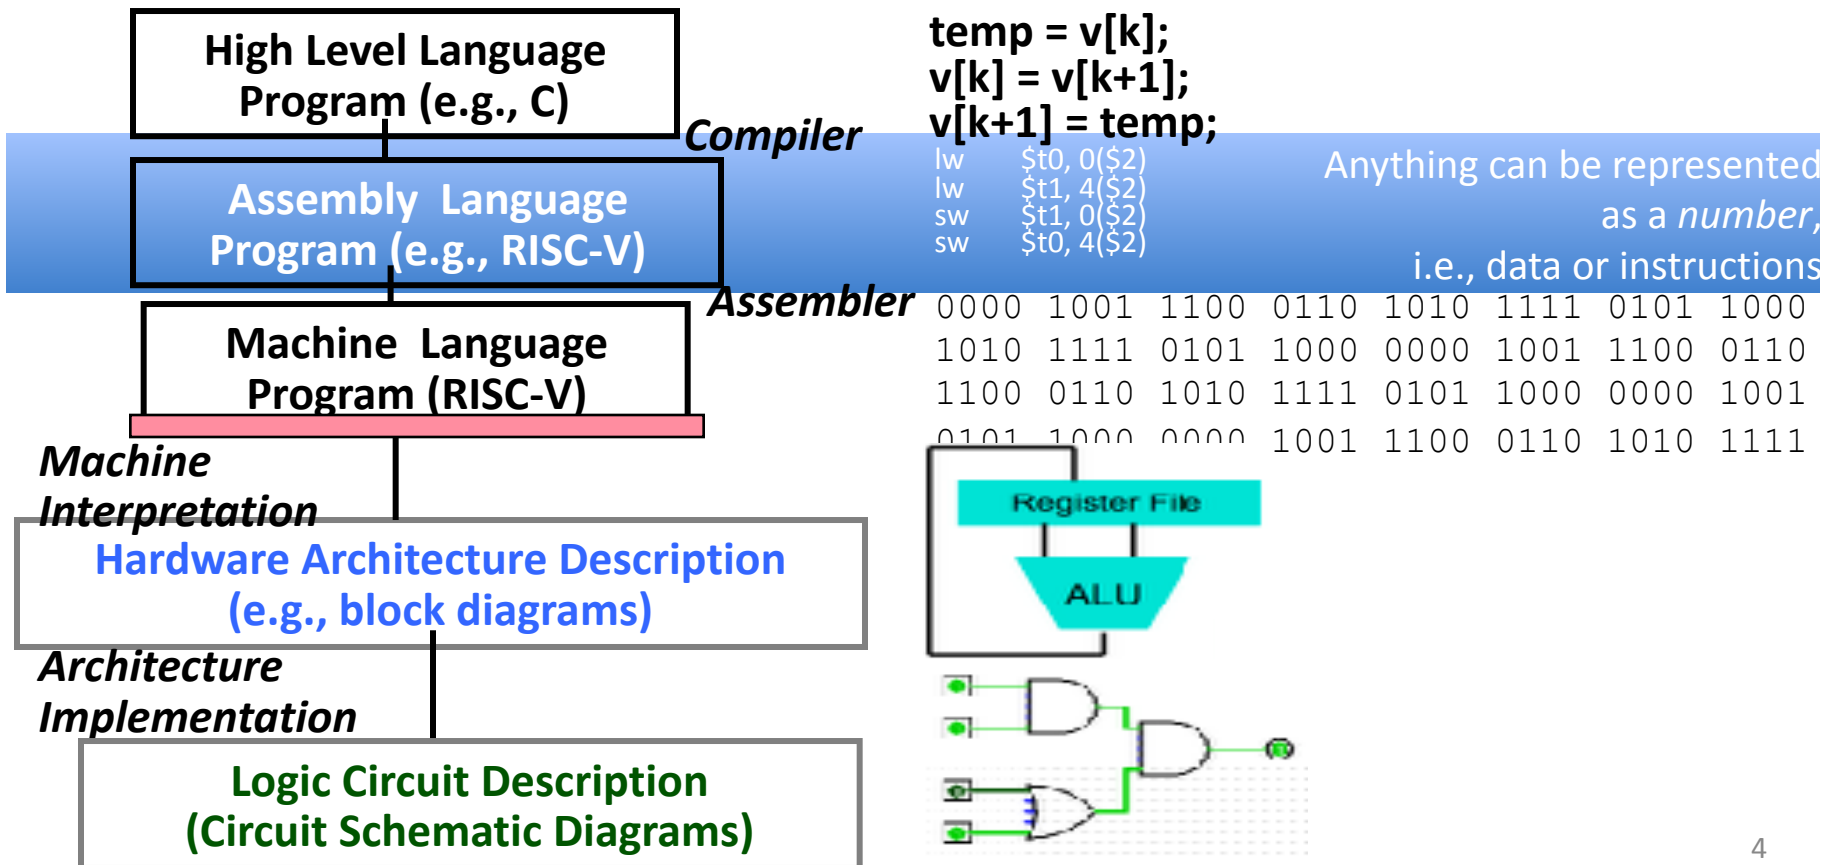 High Level Language
Program (e.g., C)
Compiler
Assembly Language
Program (e.g., RISC-V)
Assembler
Machine Language
Program (RISC-V)
Machine
Interpretation
Hardware Architecture Description
(e.g., block diagrams)
Architecture
Implementation
Logic Circuit Description
(Circuit Schematic Diagrams)
temp = v[k];
v[k] = v[k+1];
v[k+1] = temp;
lw $t0, 0($2)
lw $t1, 4($2)
sw $t1, 0($2)
sw $t0, 4($2)
Anything can be represented
as a number,
i.e., data or instructions
0000 1001 1100 0110 1010 1111 0101 1000
1010 1111 0101 1000 0000 1001 1100 0110
1100 0110 1010 1111 0101 1000 0000 1001
0101 1000 0000 1001 1100 0110 1010 1111
Register File
ALU
4